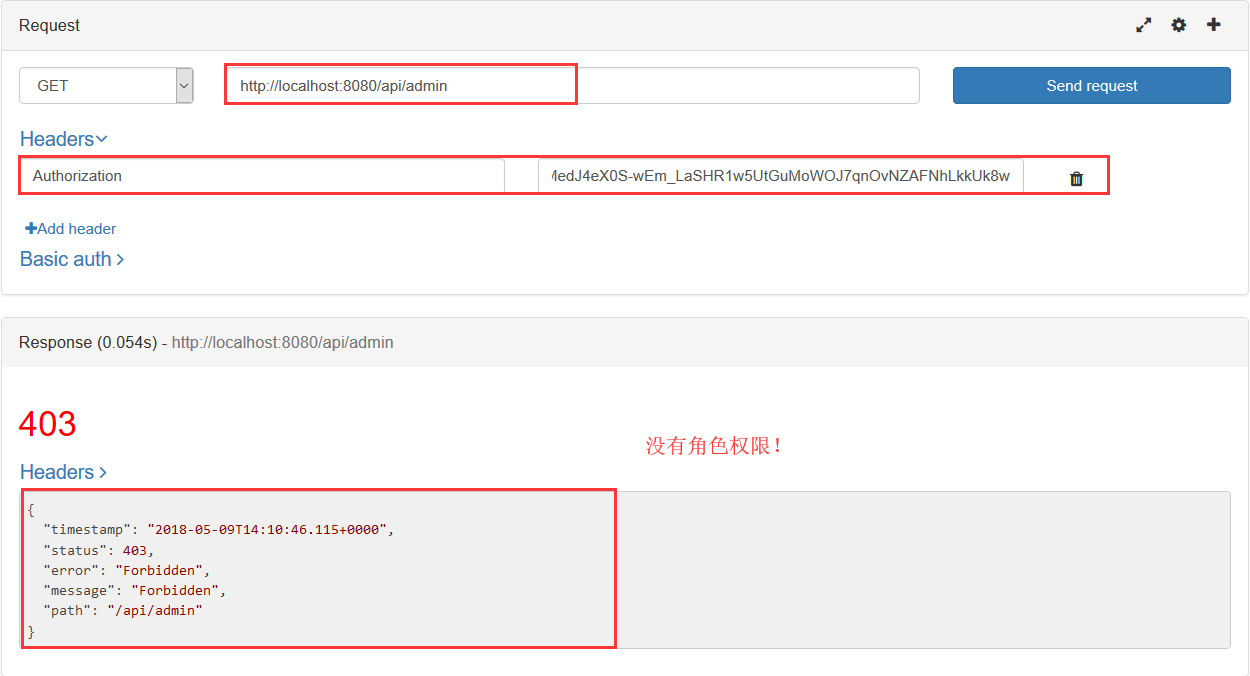 Request
GET
http://localhost:8080/api/admin
Send request
Headers
Authorization
MedJ4eX0S-wEm_LaSHR1w5UtGuMoWOJ7qnOvNZAFNhLkkUk8w
Add header
Basic auth
Response (0.054s) - http://localhost:8080/api/admin
403
没有角色权限！
Headers
{
"timestamp": "2018-05-09T14:10:46.115+0000",
"status": 403,
"error": "Forbidden",
"message": "Forbidden",
"path": "/api/admin"
}